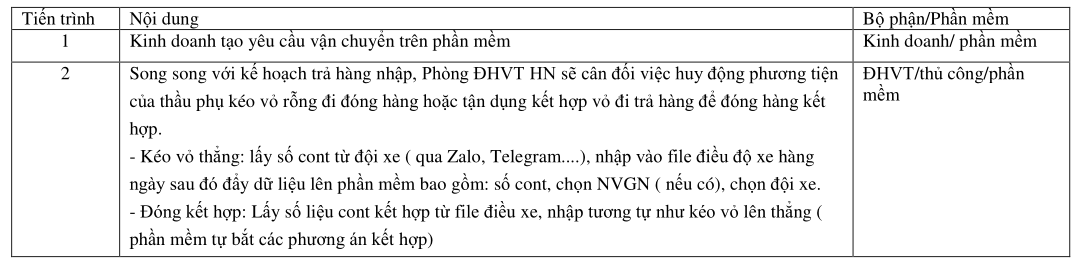 Tiến trình Nội dung Bộ phận/Phần mềm
1 Kinh doanh tạo yêu cầu vận chuyển trên phần mềm Kinh doanh/ phần mềm
2 Song song với kế hoạch trả hàng nhập, Phòng ĐHVT HN sẽ cân đối việc huy động phương tiện ĐHVT/thủ công/phần
của thầu phụ kéo vỏ rỗng đi đóng hàng hoặc tận dụng kết hợp vỏ đi trả hàng để đóng hàng kết mềm
hợp.
- Kéo vỏ thẳng: lấy số cont từ đội xe ( qua Zalo, Telegram....), nhập vào file điều độ xe hàng
ngày sau đó đẩy dữ liệu lên phần mềm bao gồm: số cont, chọn NVGN ( nếu có), chọn đội xe.
- Đóng kết hợp: Lấy số liệu cont kết hợp từ file điều xe, nhập tương tự như kéo vỏ lên thẳng (
phần mềm tự bắt các phương án kết hợp)